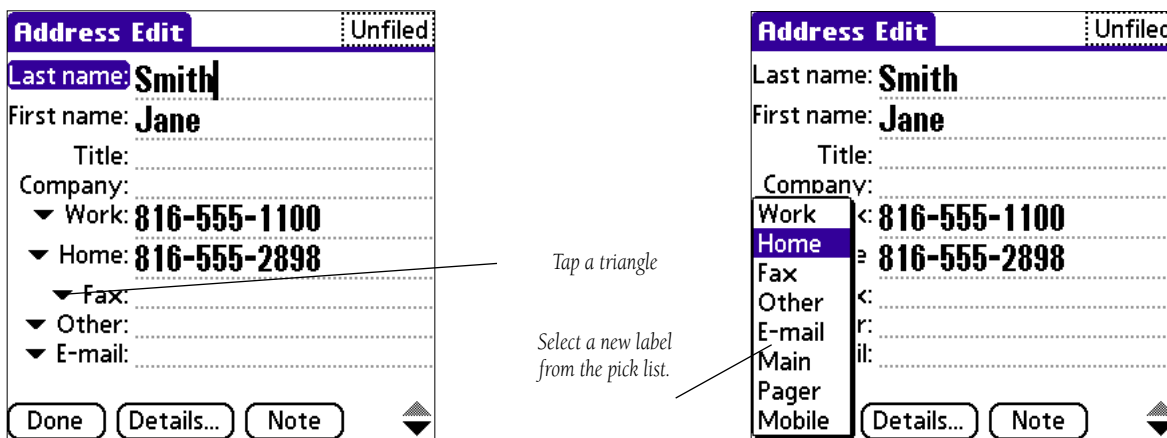 Address Edit Unfiled
Last name: Smith
First name: Jane
Title:
Company:
Work: 816-555-1100
Home: 816-555-2898
Fax:
Other:
E-mail:
Done Details... Note
Tap a triangle
Select a new label
from the pick list.
Address Edit Unfiled
Last name: Smith
First name: Jane
Title:
Company:
Work k: 816-555-1100
Home e 816-555-2898
Fax k:
Other r:
E-mail il:
Main
Pager
Mobile Details... Note